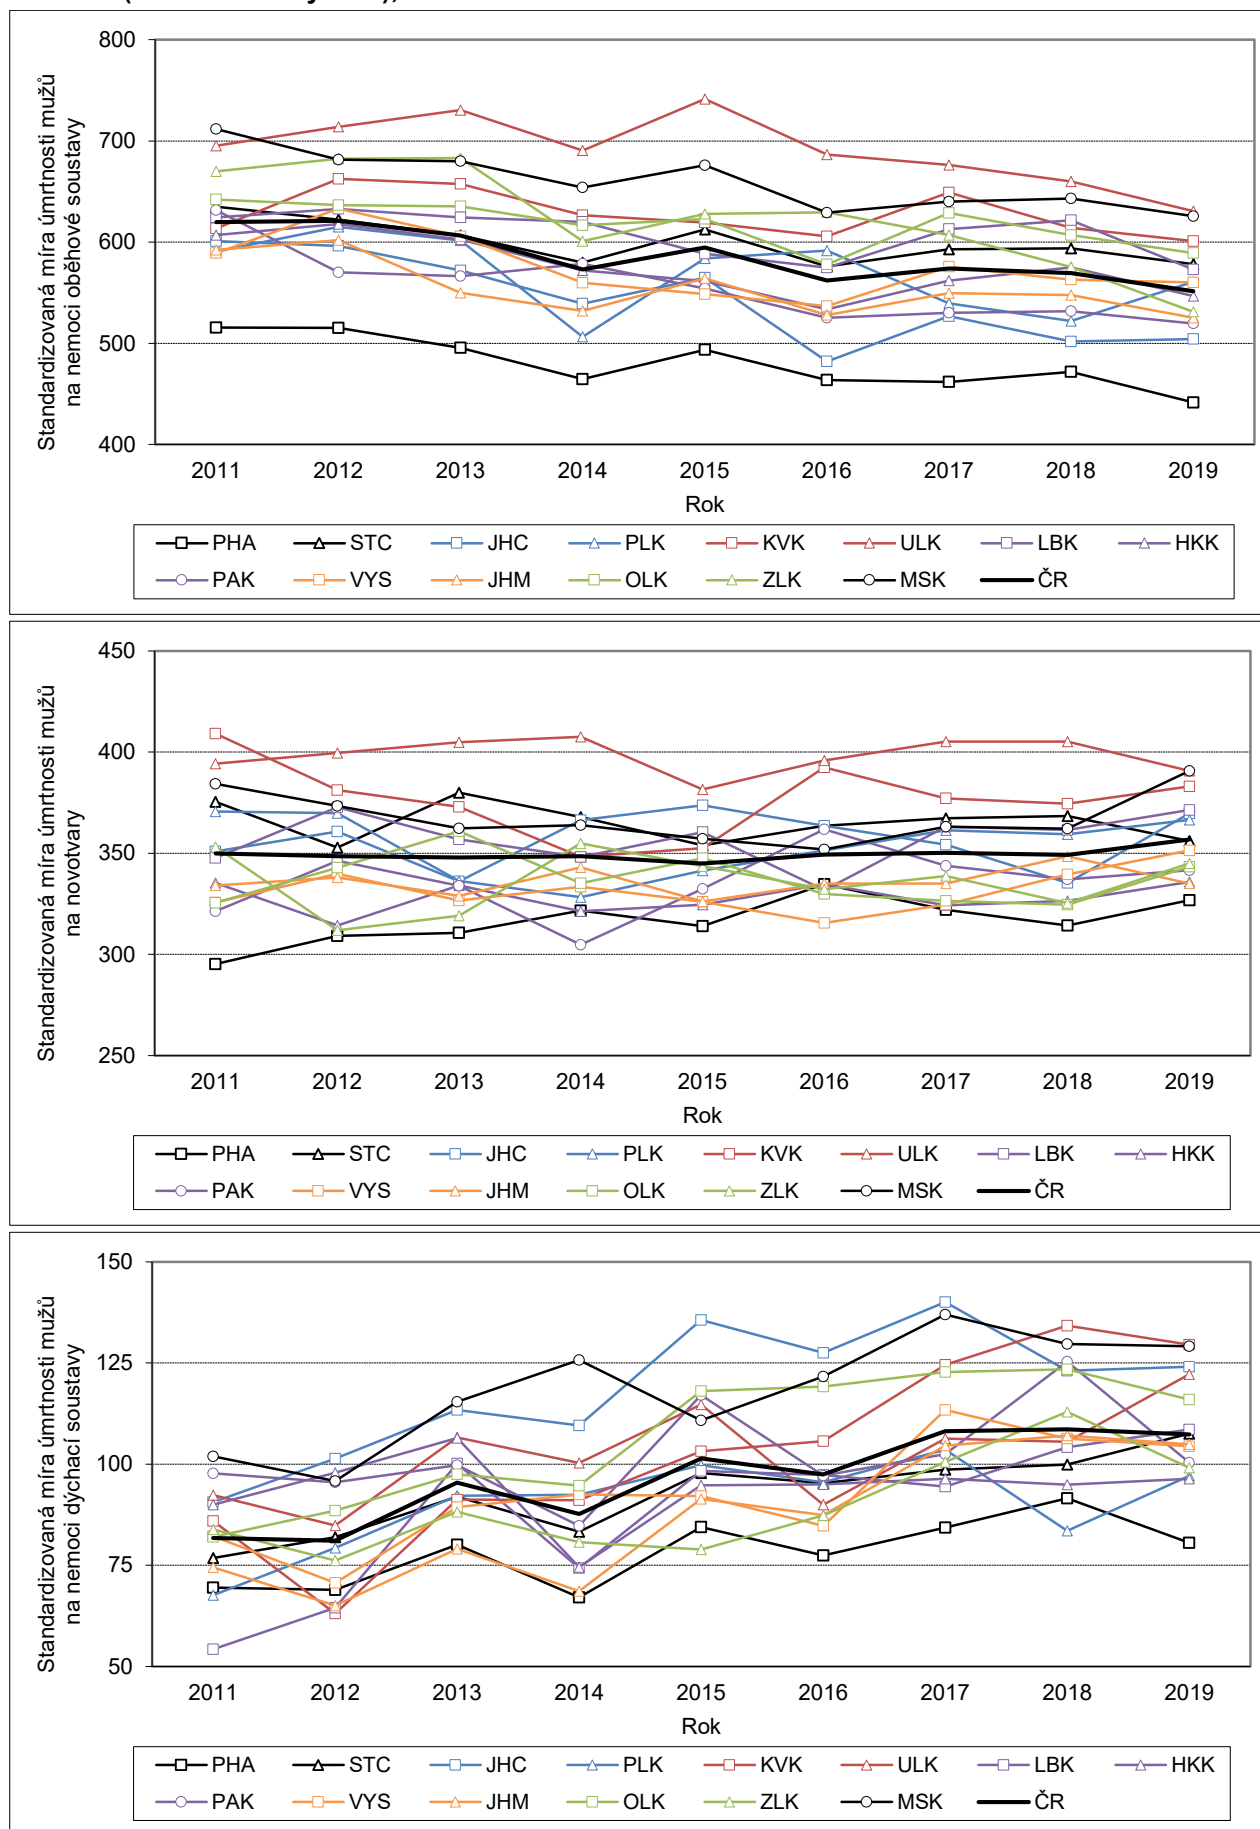 800
700
600
500
400
Standardizovaná míra úmrtnosti mužů
na nemoci oběhové soustavy
2011 2012 2013 2014 2015 2016 2017 2018 2019
Rok
PHA STC JHC PLK KVK ULK LBK HKK
PAK VYS JHM OLK ZLK MSK ČR
450
400
350
300
250
Standardizovaná míra úmrtnosti mužů
na novotvary
2011 2012 2013 2014 2015 2016 2017 2018 2019
Rok
PHA STC JHC PLK KVK ULK LBK HKK
PAK VYS JHM OLK ZLK MSK ČR
150
125
100
75
50
Standardizovaná míra úmrtnosti mužů
na nemoci dýchací soustavy
2011 2012 2013 2014 2015 2016 2017 2018 2019
Rok
PHA STC JHC PLK KVK ULK LBK HKK
PAK VYS JHM OLK ZLK MSK ČR